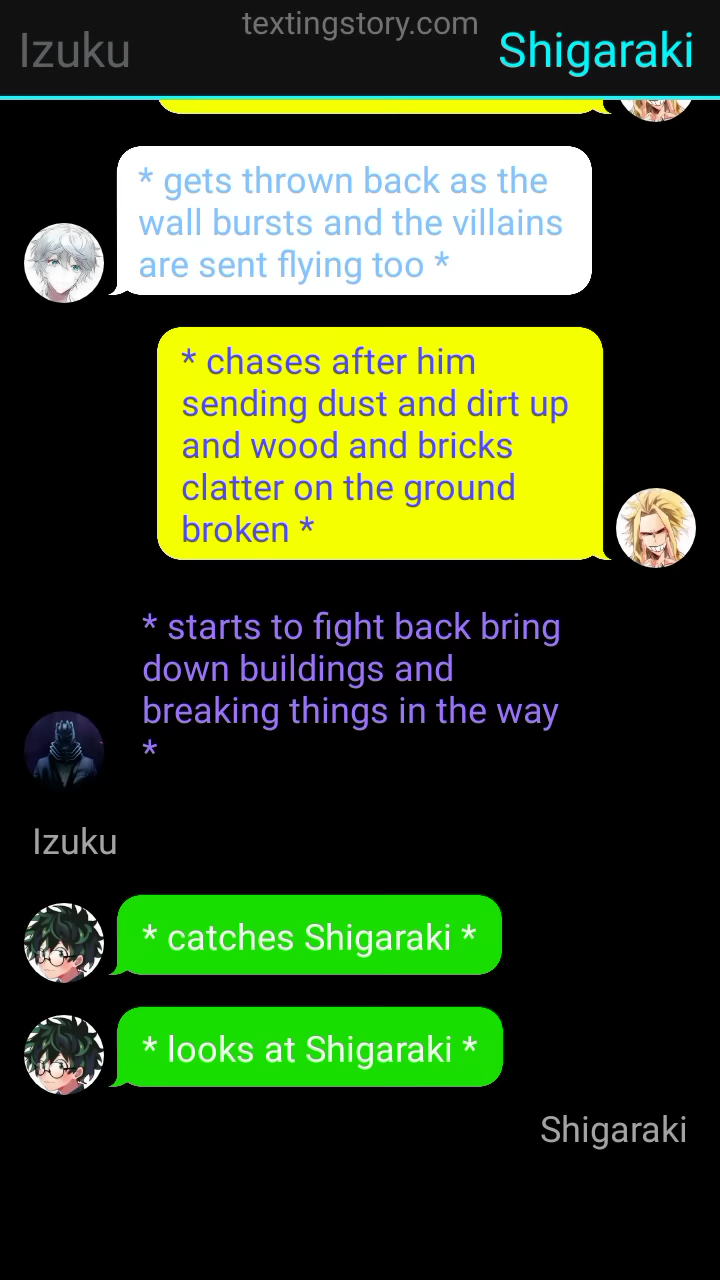 textingstory.com
Izuku
Shigaraki
* gets thrown back as the
wall bursts and the villains
are sent flying too *
* chases after him
sending dust and dirt up
and wood and bricks
clatter on the ground
broken *
* starts to fight back bring
down buildings and
breaking things in the way
*
Izuku
* catches Shigaraki *
* looks at Shigaraki *
Shigaraki